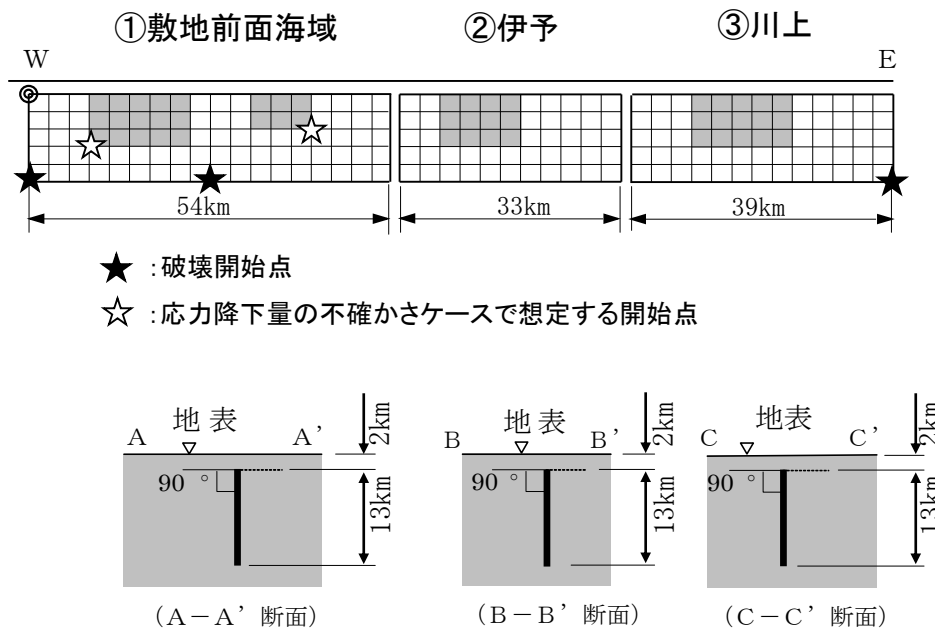 ①敷地前面海域 ②伊予 ③川上
W E
54km 33km 39km
★ :破壊開始点
☆ :応力降下量の不確かさケースで想定する開始点
地表 地表 地表
A A' B B' C C'
2km 2km 2km
90° 90° 90°
13km 13km 13km
(A-A' 断面) (B-B' 断面) (C-C' 断面)